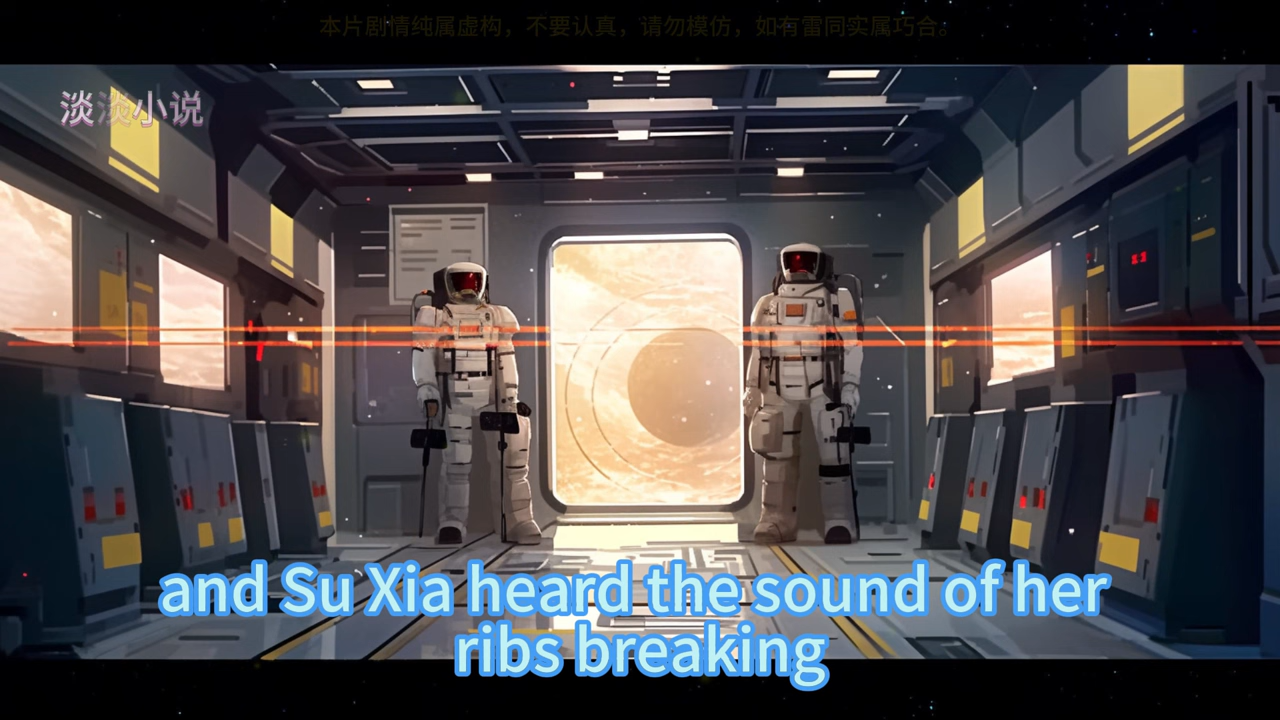 本片剧情纯属虚构，不要认真，请勿模仿，如有雷同实属巧合。
淡淡小说
and Su Xia heard the sound of her
ribs breaking